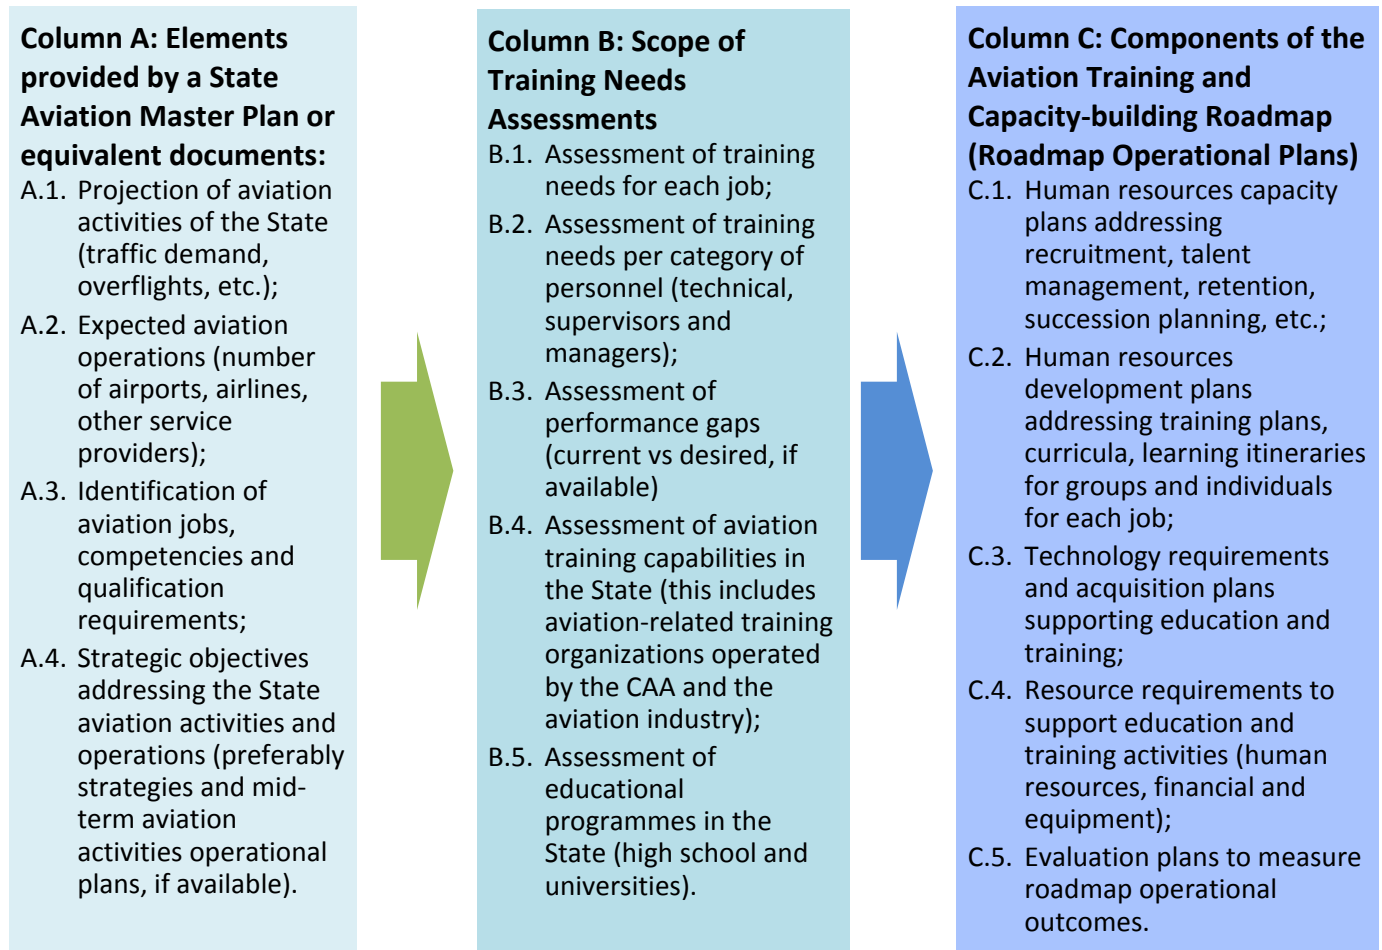 Column A: Elements
provided by a State
Aviation Master Plan or
equivalent documents:
A.1. Projection of aviation
activities of the State
(traffic demand,
overflights, etc.);
A.2. Expected aviation
operations (number
of airports, airlines,
other service
providers);
A.3. Identification of
aviation jobs,
competencies and
qualification
requirements;
A.4. Strategic objectives
addressing the State
aviation activities and
operations (preferably
strategies and mid-
term aviation
activities operational
plans, if available).
Column B: Scope of
Training Needs
Assessments
B.1. Assessment of training
needs for each job;
B.2. Assessment of training
needs per category of
personnel (technical,
supervisors and
managers);
B.3. Assessment of
performance gaps
(current vs desired, if
available)
B.4. Assessment of aviation
training capabilities in
the State (this includes
aviation-related training
organizations operated
by the CAA and the
aviation industry);
B.5. Assessment of
educational
programmes in the
State (high school and
universities).
Column C: Components of the
Aviation Training and
Capacity-building Roadmap
(Roadmap Operational Plans)
C.1. Human resources capacity
plans addressing
recruitment, talent
management, retention,
succession planning, etc.;
C.2. Human resources
development plans
addressing training plans,
curricula, learning itineraries
for groups and individuals
for each job;
C.3. Technology requirements
and acquisition plans
supporting education and
training;
C.4. Resource requirements to
support education and
training activities (human
resources, financial and
equipment);
C.5. Evaluation plans to measure
roadmap operational
outcomes.